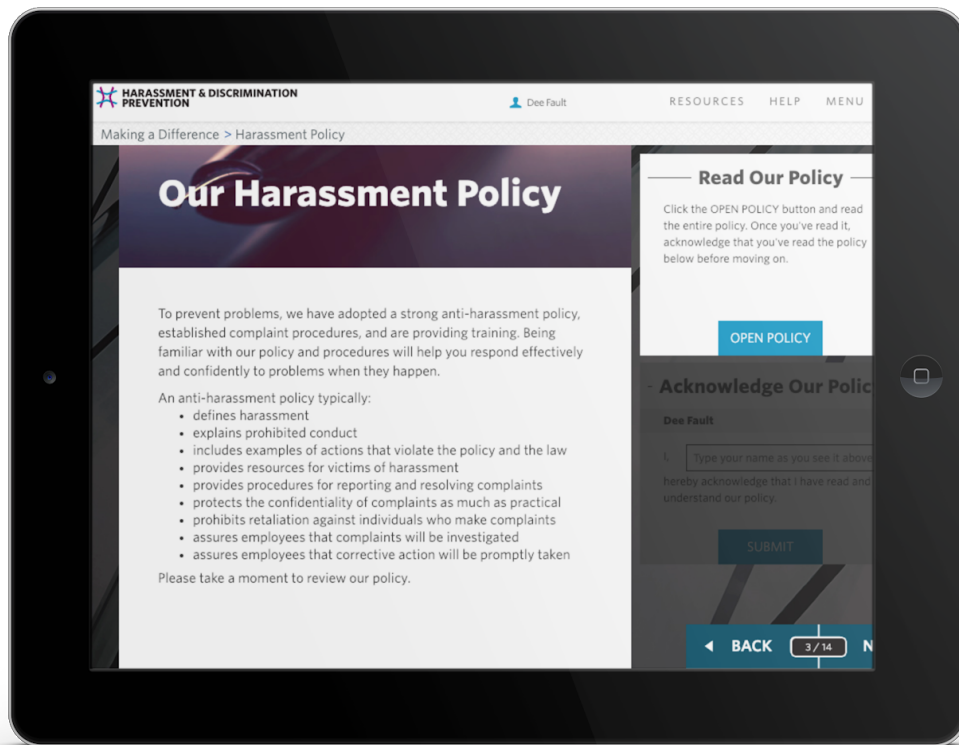 HARASSMENT & DISCRIMINATION
PREVENTION
Dee Fault
RESOURCES HELP MENU
Making a Difference > Harassment Policy
Our Harassment Policy
To prevent problems, we have adopted a strong anti-harassment policy,
established complaint procedures, and are providing training. Being
familiar with our policy and procedures will help you respond effectively
and confidently to problems when they happen.
An anti-harassment policy typically:
• defines harassment
• explains prohibited conduct
• includes examples of actions that violate the policy and the law
• provides resources for victims of harassment
• provides procedures for reporting and resolving complaints
• protects the confidentiality of complaints as much as practical
• prohibits retaliation against individuals who make complaints
• assures employees that complaints will be investigated
• assures employees that corrective action will be promptly taken
Please take a moment to review our policy.
Read Our Policy
Click the OPEN POLICY button and read
the entire policy. Once you've read it,
acknowledge that you've read the policy
below before moving on.
OPEN POLICY
Acknowledge Our Polic
Dee Fault
I, Type your name as you see it above
hereby acknowledge that I have read and
understand our policy.
SUBMIT
BACK 3/14 N